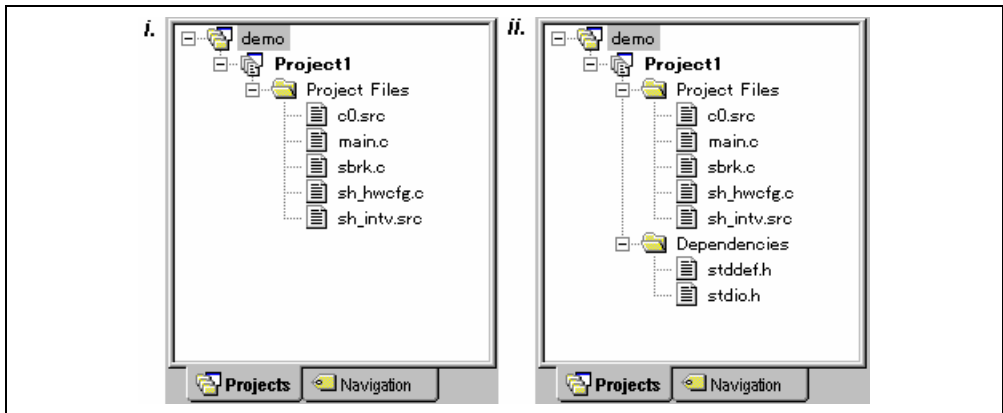 i.
demo
Project1
Project Files
c0.src
main.c
sbrk.c
sh_hwcfg.c
sh_intv.src
Projects Navigation
ii.
demo
Project1
Project Files
c0.src
main.c
sbrk.c
sh_hwcfg.c
sh_intv.src
Dependencies
stddef.h
stdio.h
Projects Navigation